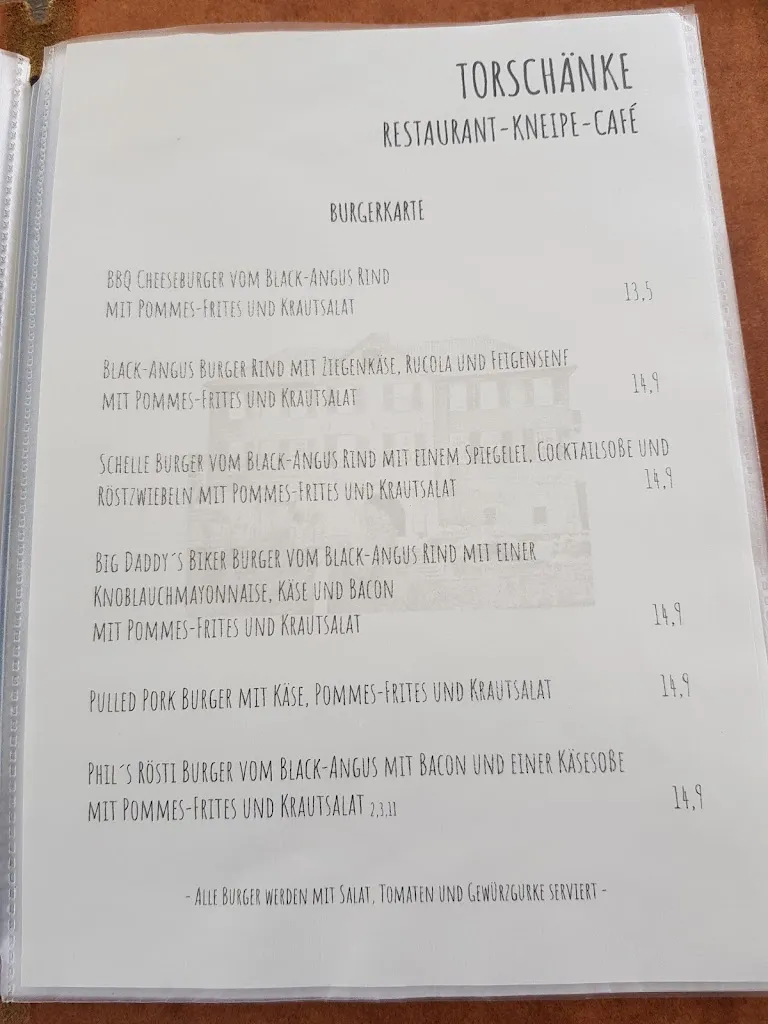 TORSCHÄNKE
RESTAURANT-KNEIPE-CAFÉ
BURGERKARTE
BBQ CHEESEBURGER VOM BLACK-ANGUS RIND
MIT POMMES-FRITES UND KRAUTSALAT 13,5
BLACK-ANGUS BURGER RIND MIT ZIEGENKÄSE, RUCOLA UND FEIGENSENF
MIT POMMES-FRITES UND KRAUTSALAT 14,9
SCHELLE BURGER VOM BLACK-ANGUS RIND MIT EINEM SPIEGELEI, COCKTAILSOßE UND
RÖSTZWIEBELN MIT POMMES-FRITES UND KRAUTSALAT 14,9
BIG DADDY´S BIKER BURGER VOM BLACK-ANGUS RIND MIT EINER
KNOBLAUCHMAYONNAISE, KÄSE UND BACON
MIT POMMES-FRITES UND KRAUTSALAT 14,9
PULLED PORK BURGER MIT KÄSE, POMMES-FRITES UND KRAUTSALAT 14,9
PHIL´S RÖSTI BURGER VOM BLACK-ANGUS MIT BACON UND EINER KÄSESOßE
MIT POMMES-FRITES UND KRAUTSALAT 2,3,11 14,9
- ALLE BURGER WERDEN MIT SALAT, TOMATEN UND GEWÜRZGURKE SERVIERT -